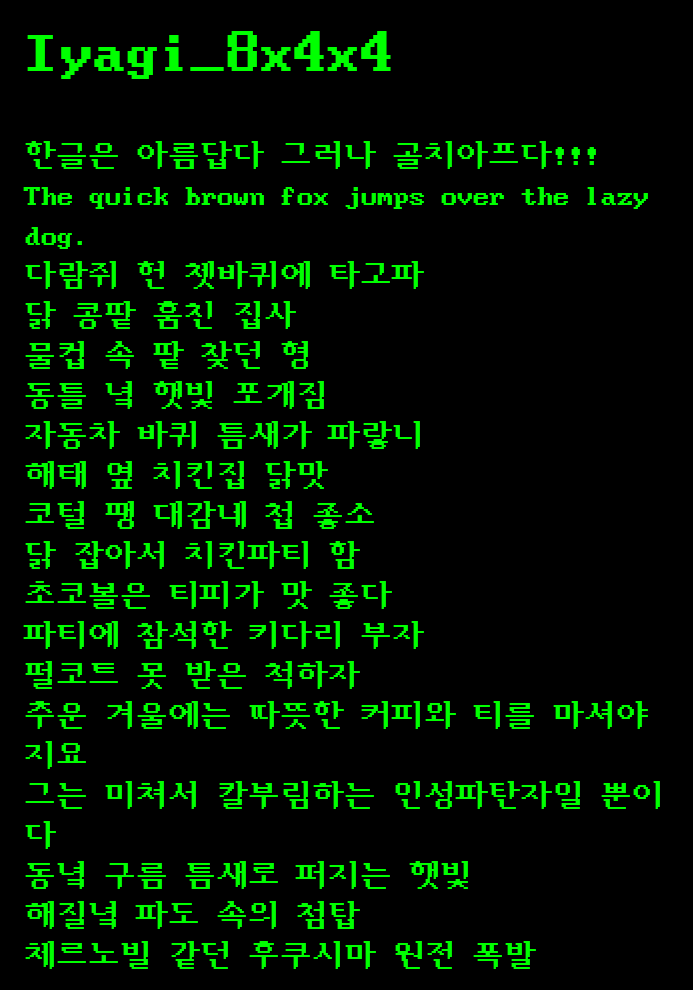 Iyagi_8x4x4
한글은 아름답다 그러나 골치아프다!!!
The quick brown fox jumps over the lazy
dog.
다람쥐 헌 쳇바퀴에 타고파
닭 콩팥 훔친 집사
물컵 속 팥 찾던 형
동틀 녘 햇빛 포개짐
자동차 바퀴 틈새가 파랗니
해태 옆 치킨집 닭맛
코털 팽 대감네 첩 좋소
닭 잡아서 치킨파티 함
초코볼은 티피가 맛 좋다
파티에 참석한 키다리 부자
펄코트 못 받은 척하자
추운 겨울에는 따뜻한 커피와 티를 마셔야
지요
그는 미쳐서 칼부림하는 인성파탄자일 뿐이
다
동녘 구름 틈새로 퍼지는 햇빛
해질녘 파도 속의 첨탑
체르노빌 같던 후쿠시마 원전 폭발